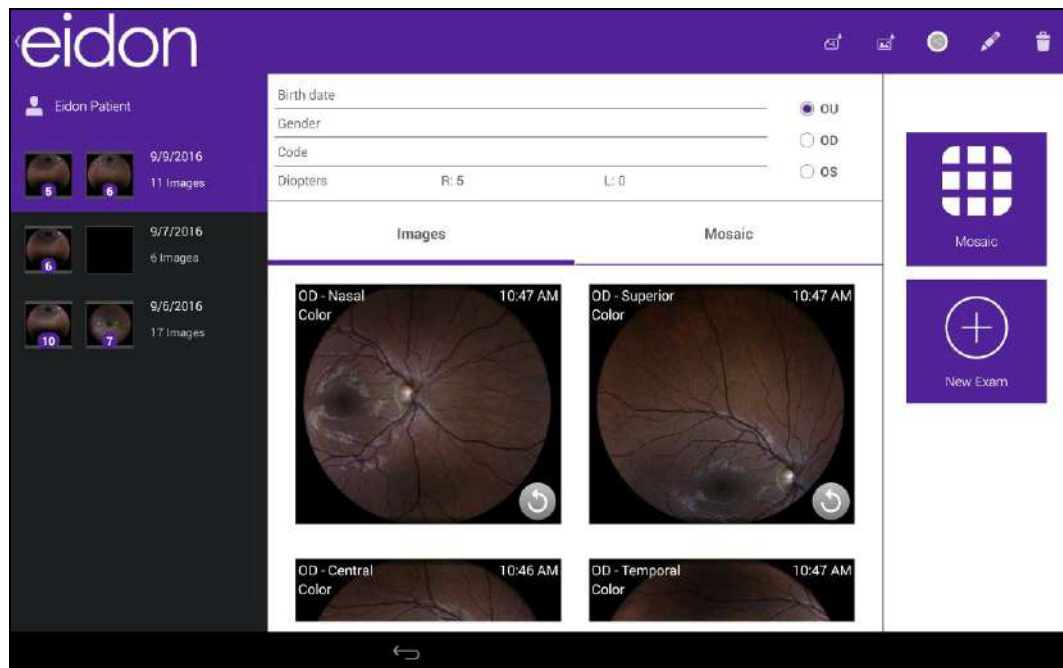 eidon
Eidon Patient
9/9/2016
11 Images
5
6
9/7/2016
6 Images
6
9/6/2016
17 Images
10
7
Birth date
Gender
Code
Diopters R: 5 L: 0
OU
OD
OS
Images
Mosaic
OD - Nasal 10:47 AM
Color
OD - Superior 10:47 AM
Color
OD - Central 10:46 AM
Color
OD - Temporal 10:47 AM
Color
Mosaic
New Exam